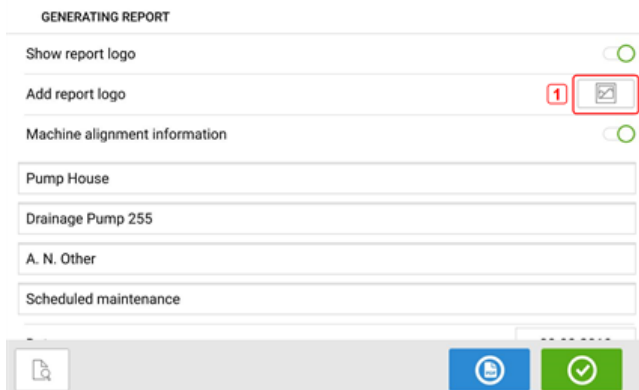 GENERATING REPORT
Show report logo
Add report logo
1
Machine alignment information
Pump House
Drainage Pump 255
A. N. Other
Scheduled maintenance